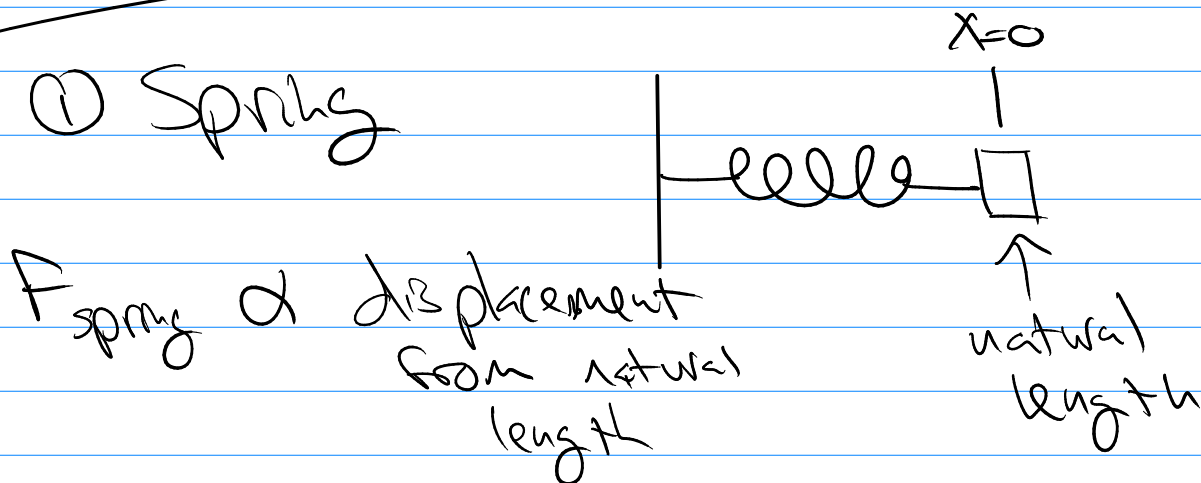 X=0
① Spring
F spring α displacement
from natural
length
natural
length